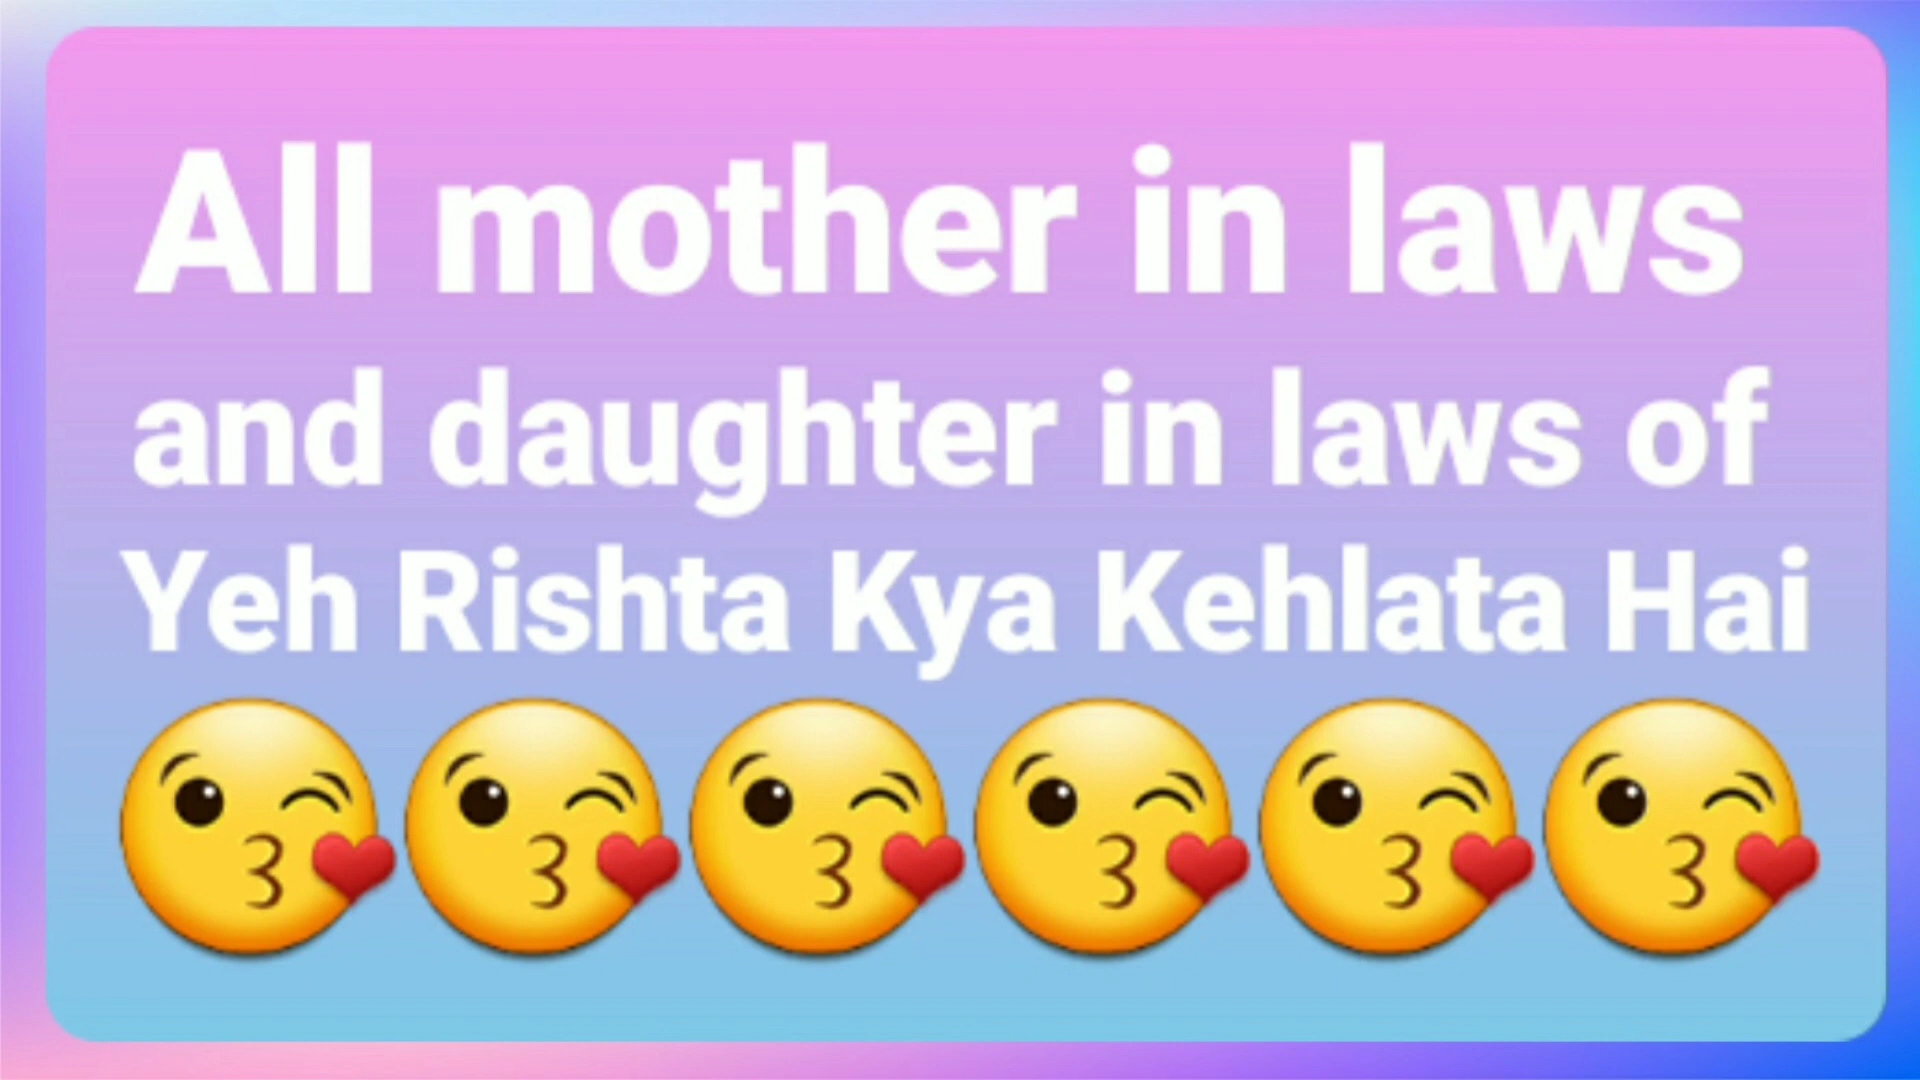 All mother in laws
and daughter in laws of
Yeh Rishta Kya Kehlata Hai
😘😘😘😘😘😘